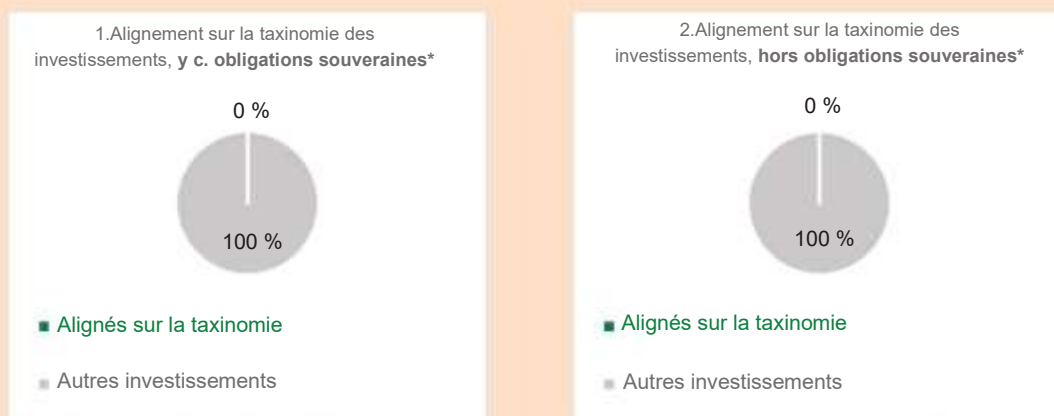 1.Alignement sur la taxinomie des
investissements, y c. obligations souveraines*
0 %
100 %
Alignés sur la taxinomie
Autres investissements
2.Alignement sur la taxinomie des
investissements, hors obligations souveraines*
0 %
100 %
Alignés sur la taxinomie
Autres investissements